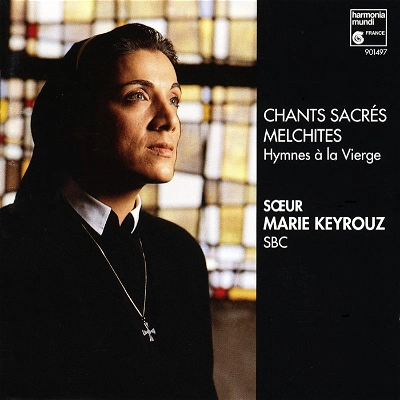 harmonia
mundi
FRANCE
901497
CHANTS SACRÉS
MELCHITES
Hymnes à la Vierge
SŒUR
MARIE KEYROUZ
SBC